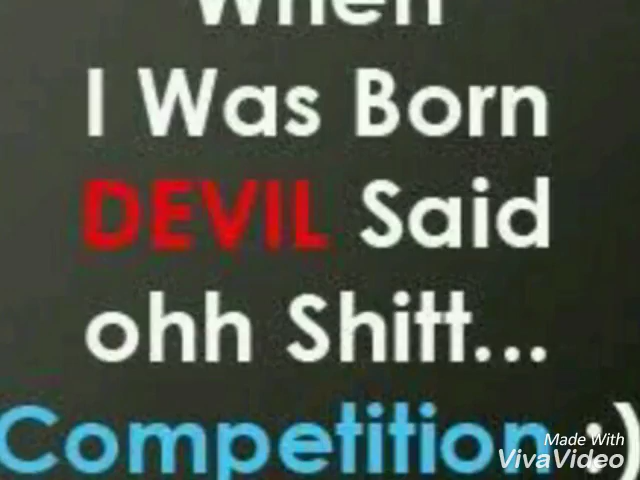 When
I Was Born
DEVIL Said
ohh Shitt...
Competition :)
Made With
VivaVideo